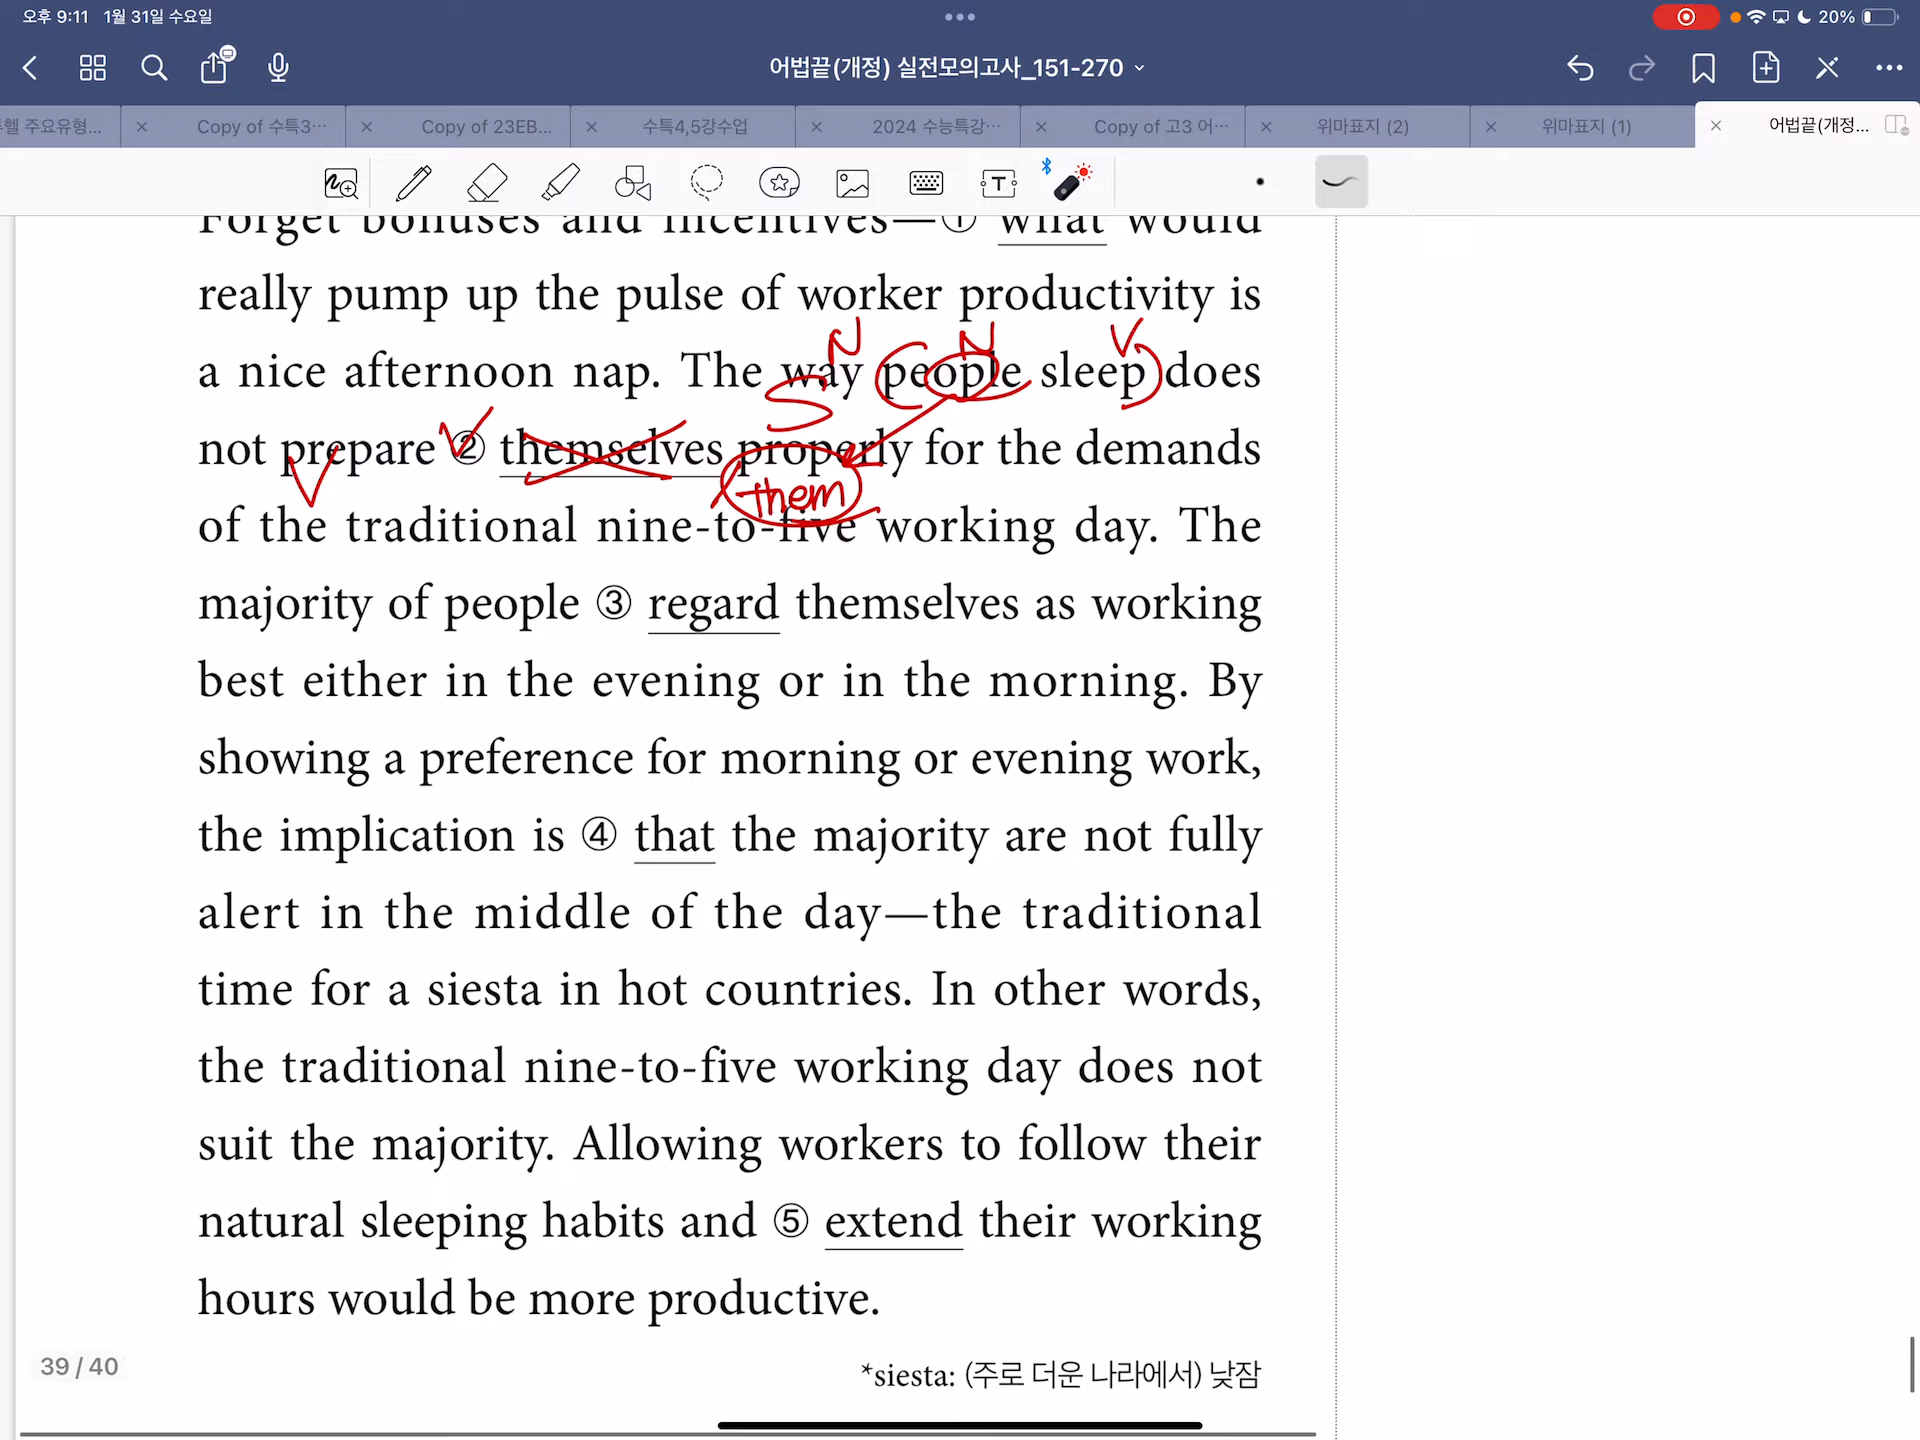 오후 9:11 1월 31일 수요일
20%
어법끝(개정) 실전모의고사_151-270
헬 주요유형...
Copy of 수특3...
Copy of 23EB...
수특4,5강수업
2024 수능특강...
Copy of 고3 어...
위마표지 (2)
위마표지 (1)
어법끝(개정...
Forget bonuses and incentives—① what would
really pump up the pulse of worker productivity is
N N V
a nice afternoon nap. The way people sleep does
S
not prepare ② themselves properly for the demands
V them
of the traditional nine-to-five working day. The
majority of people ③ regard themselves as working
best either in the evening or in the morning. By
showing a preference for morning or evening work,
the implication is ④ that the majority are not fully
alert in the middle of the day—the traditional
time for a siesta in hot countries. In other words,
the traditional nine-to-five working day does not
suit the majority. Allowing workers to follow their
natural sleeping habits and ⑤ extend their working
hours would be more productive.
39 / 40
*siesta: (주로 더운 나라에서) 낮잠